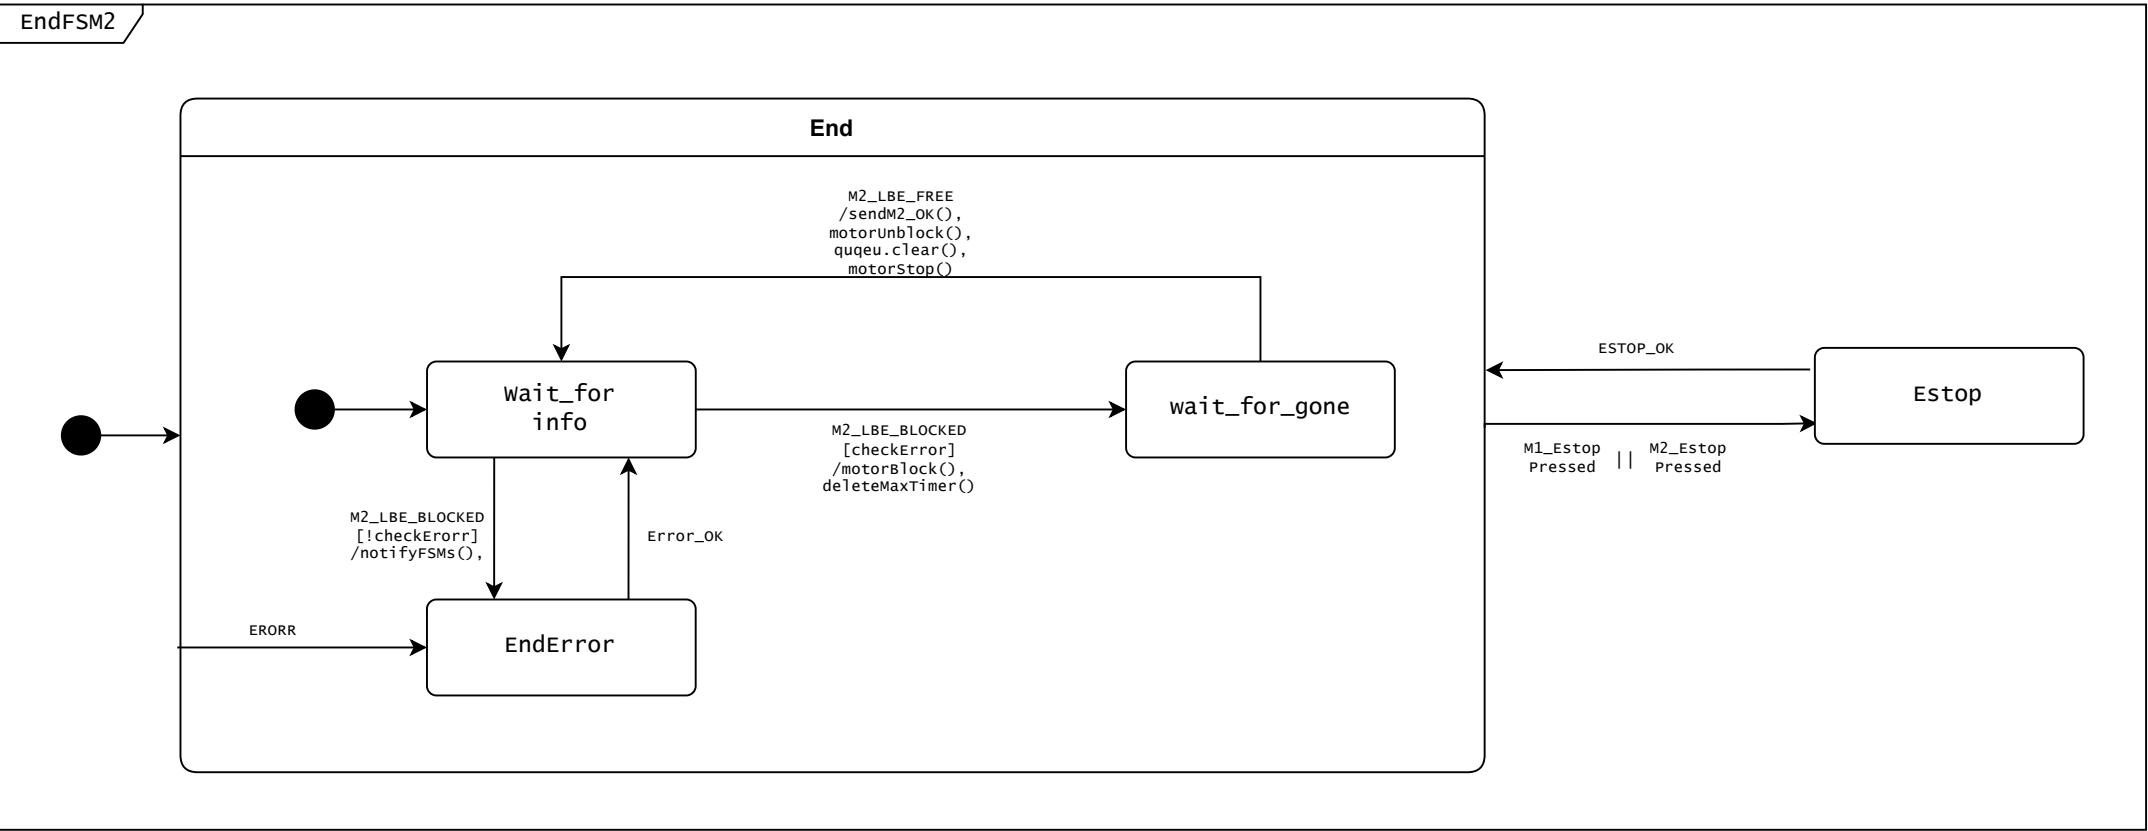 EndFSM2
End
M2_LBE_FREE
/sendM2_OK(),
motorUnblock(),
quqeu.clear(),
motorStop()
ESTOP_OK
Wait_for
info
wait_for_gone
Estop
M2_LBE_BLOCKED
[checkError]
/motorBlock(),
deleteMaxTimer()
M1_Estop
Pressed
||
M2_Estop
Pressed
M2_LBE_BLOCKED
[!checkErorr]
/notifyFSMs(),
Error_OK
ERORR
EndError